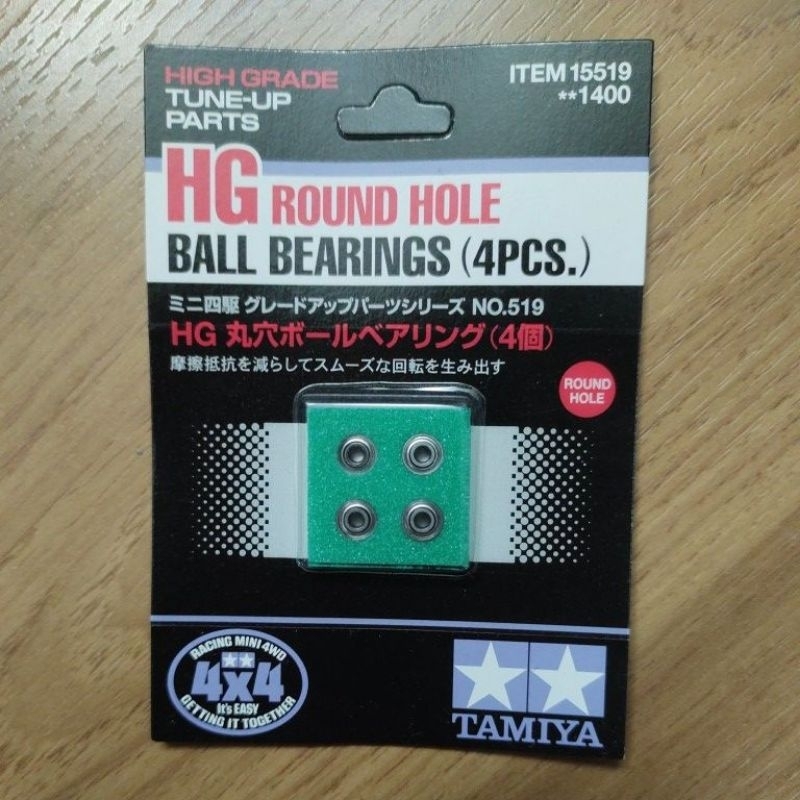 HIGH GRADE
TUNE-UP
PARTS
ITEM 15519
**1400
HG ROUND HOLE
BALL BEARINGS (4PCS.)
ミニ四駆 グレードアップパーツシリーズ NO.519
HG 丸穴ボールベアリング(4個)
摩擦抵抗を減らしてスムーズな回転を生み出す
ROUND
HOLE
RACING MINI 4WD
4x4
It's EASY
GETTING IT TOGETHER
TAMIYA